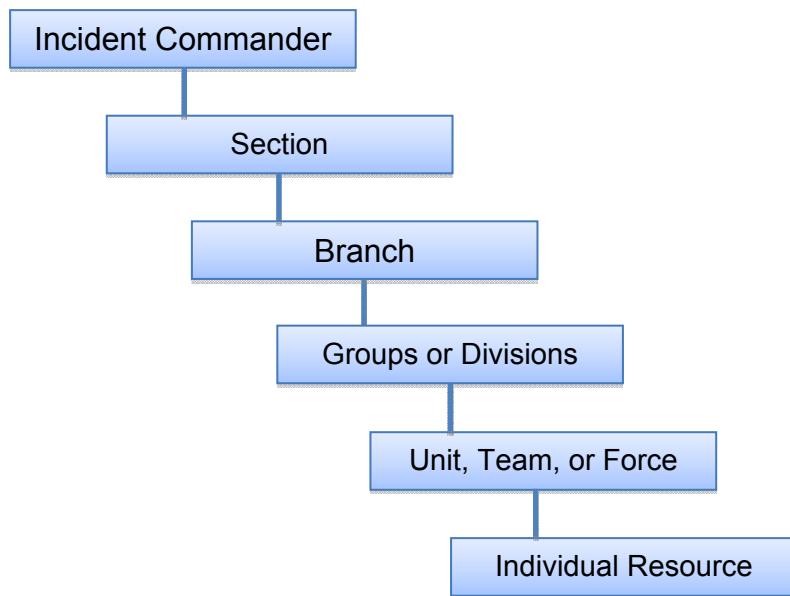 Incident Commander
Section
Branch
Groups or Divisions
Unit, Team, or Force
Individual Resource